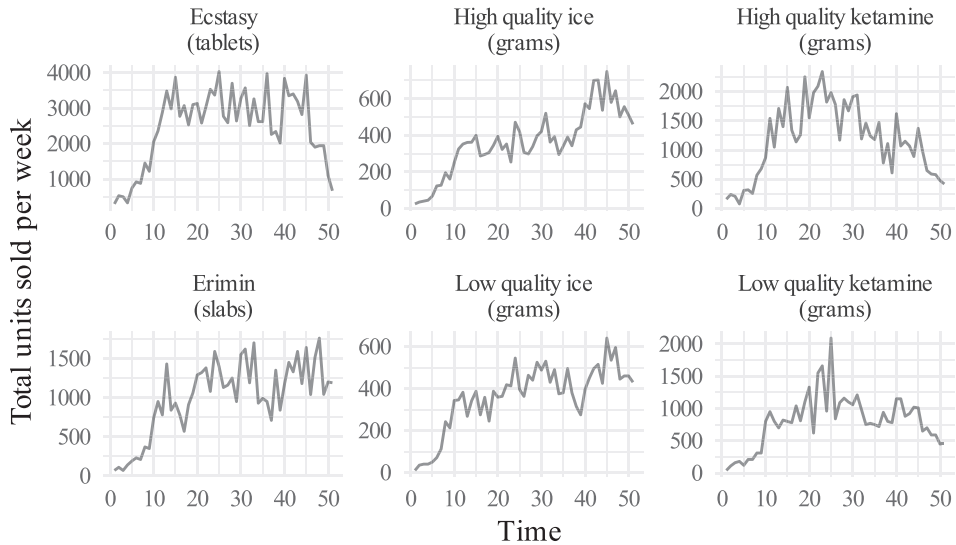 Ecstasy
(tablets)
High quality ice
(grams)
High quality ketamine
(grams)
4000
3000
2000
1000
0 10 20 30 40 50
600
400
200
0
0 10 20 30 40 50
2000
1500
1000
500
0
0 10 20 30 40 50
Erimin
(slabs)
Low quality ice
(grams)
Low quality ketamine
(grams)
1500
1000
500
0
0 10 20 30 40 50
600
400
200
0
0 10 20 30 40 50
2000
1500
1000
500
0
0 10 20 30 40 50
Total units sold per week
Time